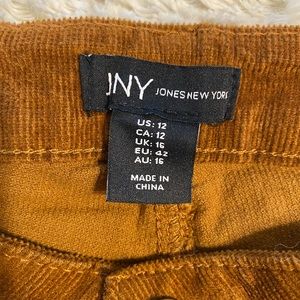 JNY JONES NEW YORK
US: 12
CA: 12
UK: 16
EU: 42
AU: 16
MADE IN
CHINA